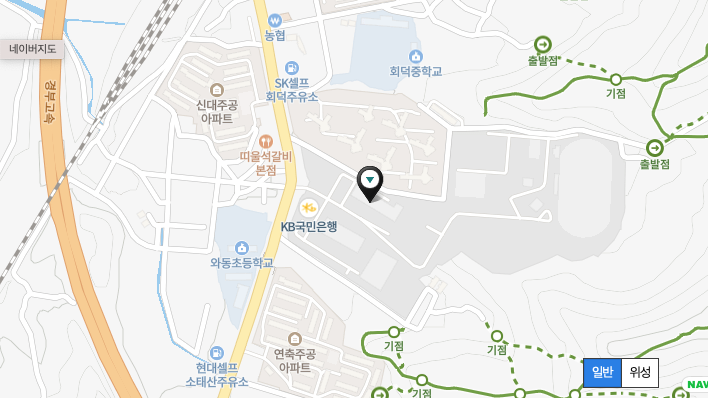 농협
네이버지도
경부고속
SK셀프
회덕주유소
회덕중학교
출발점
기점
신대주공
아파트
띠울석갈비
본점
출발점
KB국민은행
와동초등학교
기점
기점
연축주공
아파트
현대셀프
소태산주유소
기점
일반
위성
NAV